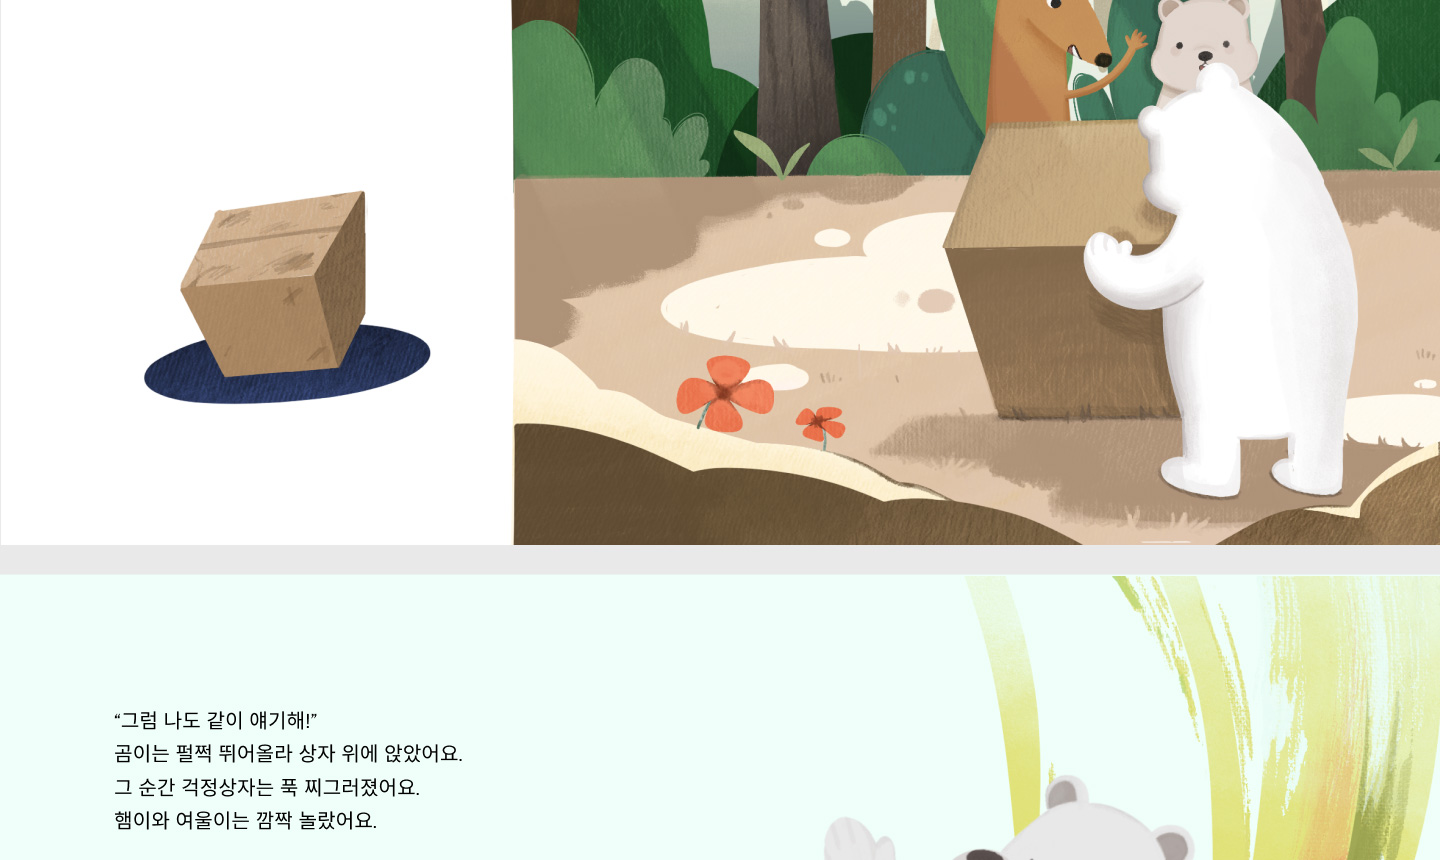 “그럼 나도 같이 얘기해!”
곰이는 펄쩍 뛰어올라 상자 위에 앉았어요.
그 순간 걱정상자는 푹 찌그러졌어요.
햄이와 여울이는 깜짝 놀랐어요.